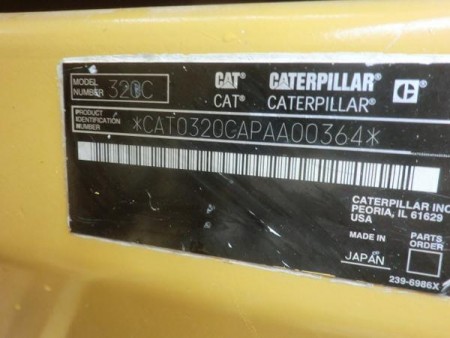 MODEL NUMBER 320C CAT® CATERPILLAR® C®
CAT® CATERPILLAR®
PRODUCT IDENTIFICATION NUMBER *CAT0320CAPAA00364*
CATERPILLAR INC
PEORIA, IL 61629
USA
MADE IN PARTS ORDER
JAPAN
239-6986X